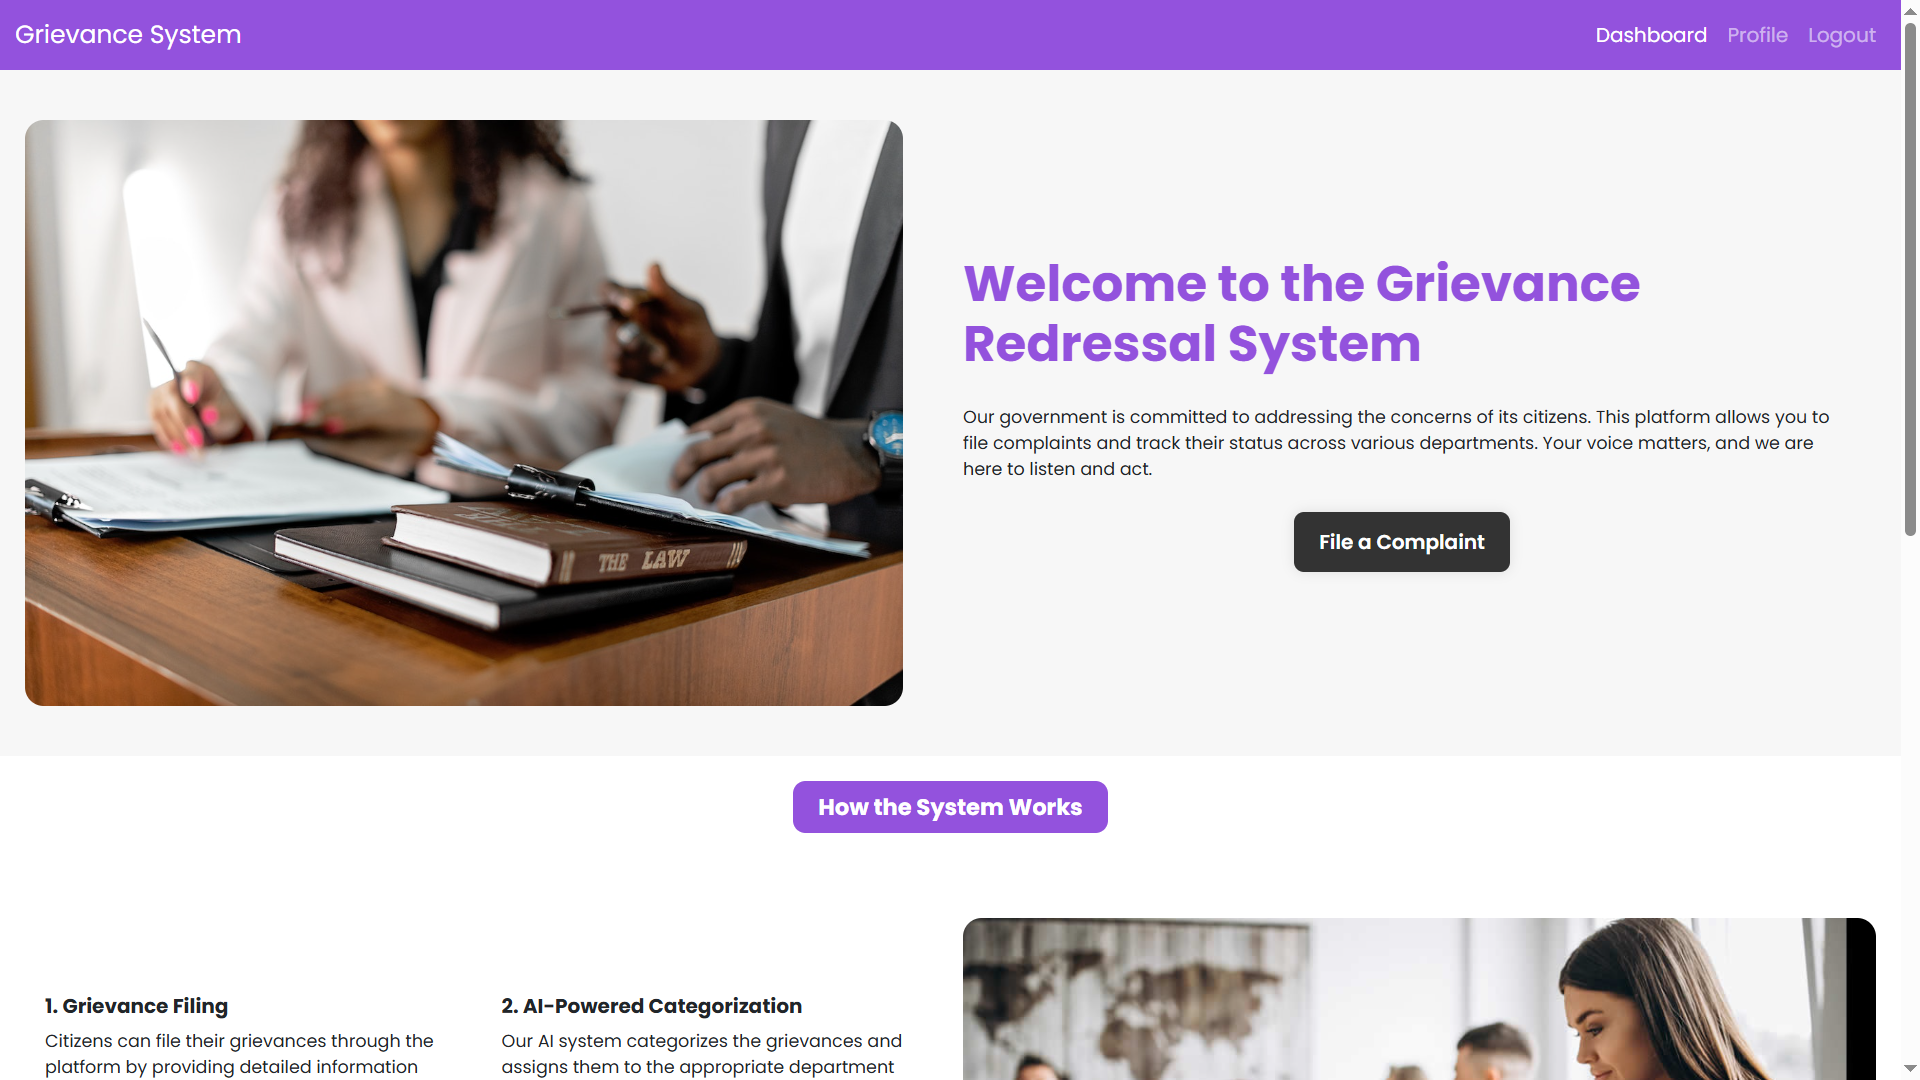 Grievance System
Dashboard Profile Logout
Welcome to the Grievance
Redressal System
Our government is committed to addressing the concerns of its citizens. This platform allows you to
file complaints and track their status across various departments. Your voice matters, and we are
here to listen and act.
File a Complaint
THE LAW
How the System Works
1. Grievance Filing
Citizens can file their grievances through the
platform by providing detailed information
2. AI-Powered Categorization
Our AI system categorizes the grievances and
assigns them to the appropriate department